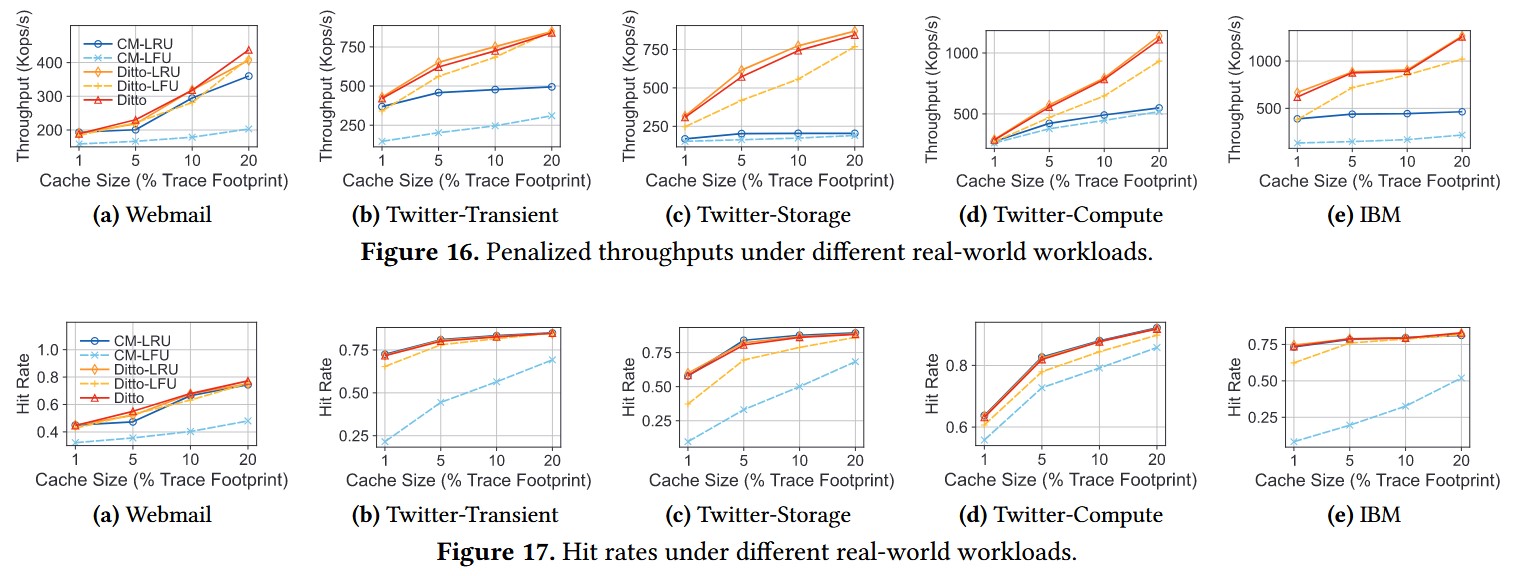 Throughput (Kops/s)
400
300
200
CM-LRU
CM-LFU
Ditto-LRU
Ditto-LFU
Ditto
1 5 10 20
Cache Size (% Trace Footprint)
(a) Webmail
Throughput (Kops/s)
750
500
250
1 5 10 20
Cache Size (% Trace Footprint)
(b) Twitter-Transient
Throughput (Kops/s)
750
500
250
1 5 10 20
Cache Size (% Trace Footprint)
(c) Twitter-Storage
Throughput (Kops/s)
1000
500
1 5 10 20
Cache Size (% Trace Footprint)
(d) Twitter-Compute
Throughput (Kops/s)
1000
500
1 5 10 20
Cache Size (% Trace Footprint)
(e) IBM
Figure 16. Penalized throughputs under different real-world workloads.
Hit Rate
1.0
0.8
0.6
0.4
CM-LRU
CM-LFU
Ditto-LRU
Ditto-LFU
Ditto
1 5 10 20
Cache Size (% Trace Footprint)
(a) Webmail
Hit Rate
0.75
0.50
0.25
1 5 10 20
Cache Size (% Trace Footprint)
(b) Twitter-Transient
Hit Rate
0.75
0.50
0.25
1 5 10 20
Cache Size (% Trace Footprint)
(c) Twitter-Storage
Hit Rate
0.8
0.6
1 5 10 20
Cache Size (% Trace Footprint)
(d) Twitter-Compute
Hit Rate
0.75
0.50
0.25
1 5 10 20
Cache Size (% Trace Footprint)
(e) IBM
Figure 17. Hit rates under different real-world workloads.